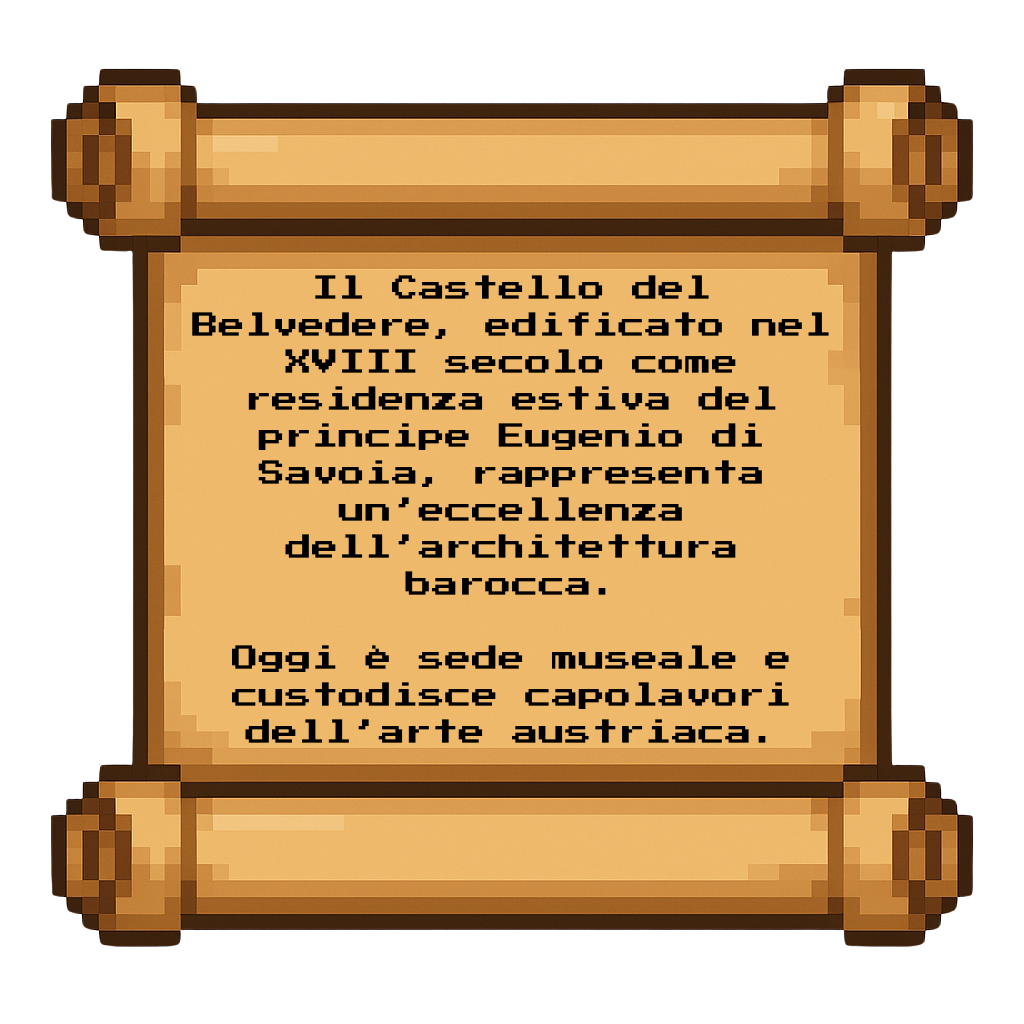 Il Castello del
Belvedere, edificato nel
XVIII secolo come
residenza estiva del
principe Eugenio di
Savoia, rappresenta
un'eccellenza
dell'architettura
barocca.
Oggi è sede museale e
custodisce capolavori
dell'arte austriaca.